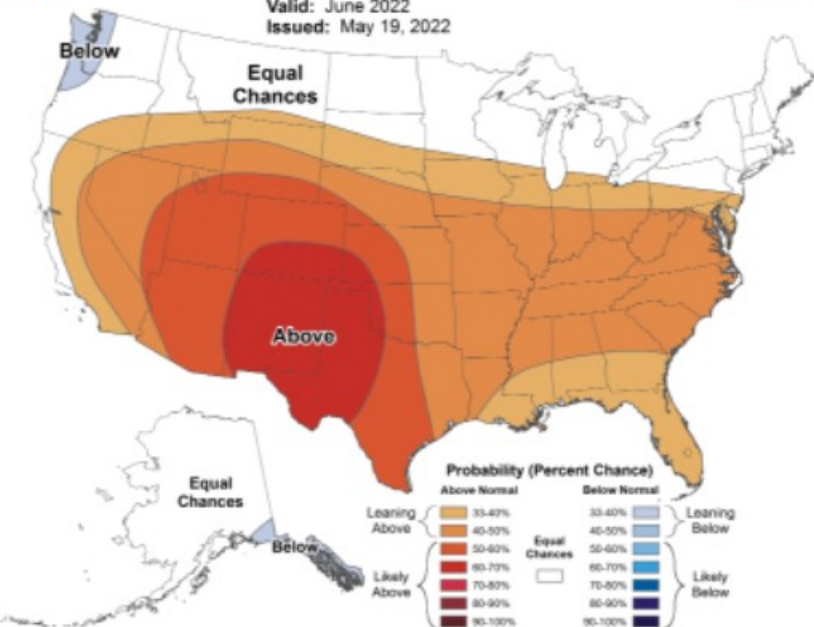 Valid: June 2022
Issued: May 19, 2022
Below
Equal
Chances
Above
Equal
Chances
Below
Probability (Percent Chance)
Above Normal
Below Normal
Leaning
Above
33-40%
40-50%
Likely
Above
50-60%
60-70%
70-80%
80-90%
90-100%
Equal
Chances
33-40%
40-50%
Leaning
Below
50-60%
60-70%
70-80%
80-90%
90-100%
Likely
Below